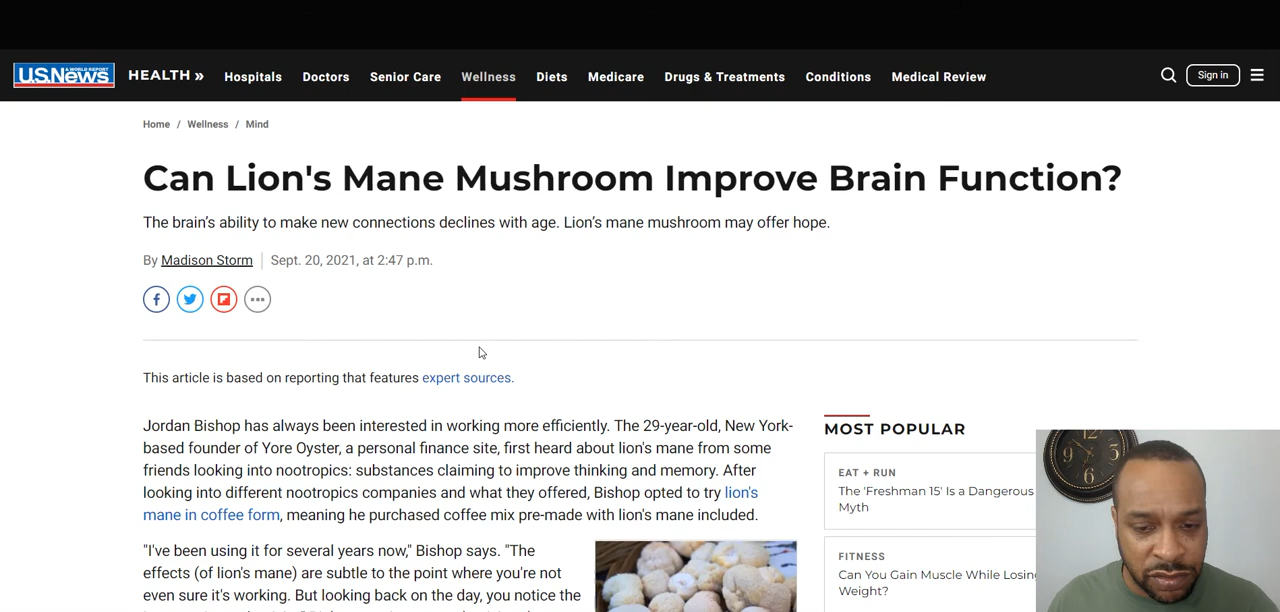 U.S.News
& WORLD REPORT
HEALTH »
Hospitals
Doctors
Senior Care
Wellness
Diets
Medicare
Drugs & Treatments
Conditions
Medical Review
Sign in
Home / Wellness / Mind
Can Lion's Mane Mushroom Improve Brain Function?
The brain's ability to make new connections declines with age. Lion's mane mushroom may offer hope.
By Madison Storm | Sept. 20, 2021, at 2:47 p.m.
This article is based on reporting that features expert sources.
Jordan Bishop has always been interested in working more efficiently. The 29-year-old, New York-
based founder of Yore Oyster, a personal finance site, first heard about lion's mane from some
friends looking into nootropics: substances claiming to improve thinking and memory. After
looking into different nootropics companies and what they offered, Bishop opted to try lion's
mane in coffee form, meaning he purchased coffee mix pre-made with lion's mane included.
"I've been using it for several years now," Bishop says. "The
effects (of lion's mane) are subtle to the point where you're not
even sure it's working. But looking back on the day, you notice the
MOST POPULAR
EAT + RUN
The 'Freshman 15' Is a Dangerous
Myth
FITNESS
Can You Gain Muscle While Losing
Weight?